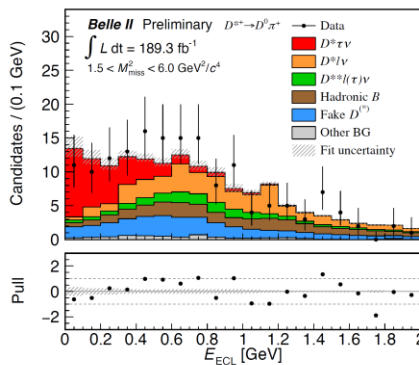 Belle II Preliminary D*⁺→D⁰π⁺
∫ L dt = 189.3 fb⁻¹
1.5 < M²miss < 6.0 GeV²/c⁴
Data
D*τν
D*lν
D**l(τ)ν
Hadronic B
Fake D⁽*⁾
Other BG
Fit uncertainty
Candidates / (0.1 GeV)
30
25
20
15
10
5
0
Pull
2
0
−2
0 0.2 0.4 0.6 0.8 1 1.2 1.4 1.6 1.8 2
E_ECL [GeV]